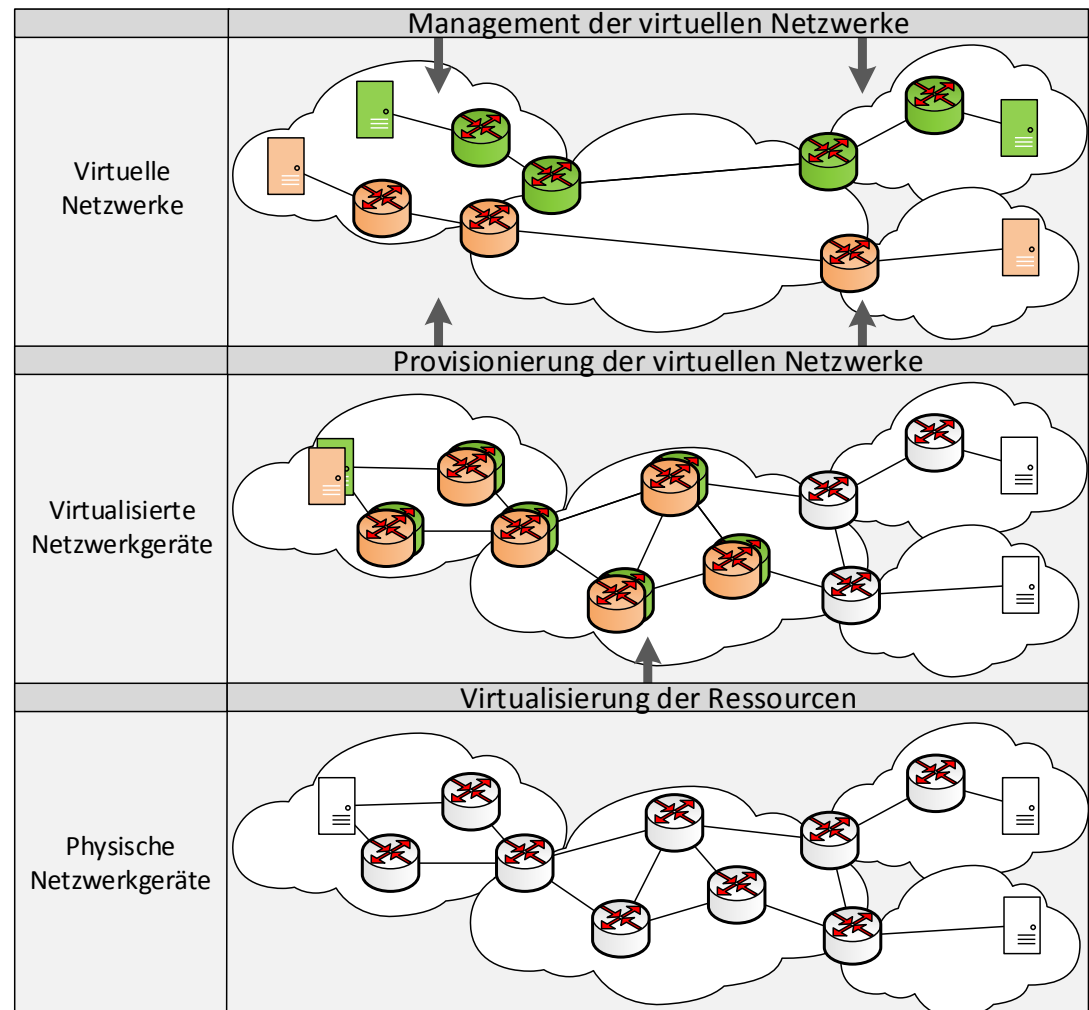 Management der virtuellen Netzwerke
Virtuelle
Netzwerke
Provisionierung der virtuellen Netzwerke
Virtualisierte
Netzwerkgeräte
Virtualisierung der Ressourcen
Physische
Netzwerkgeräte